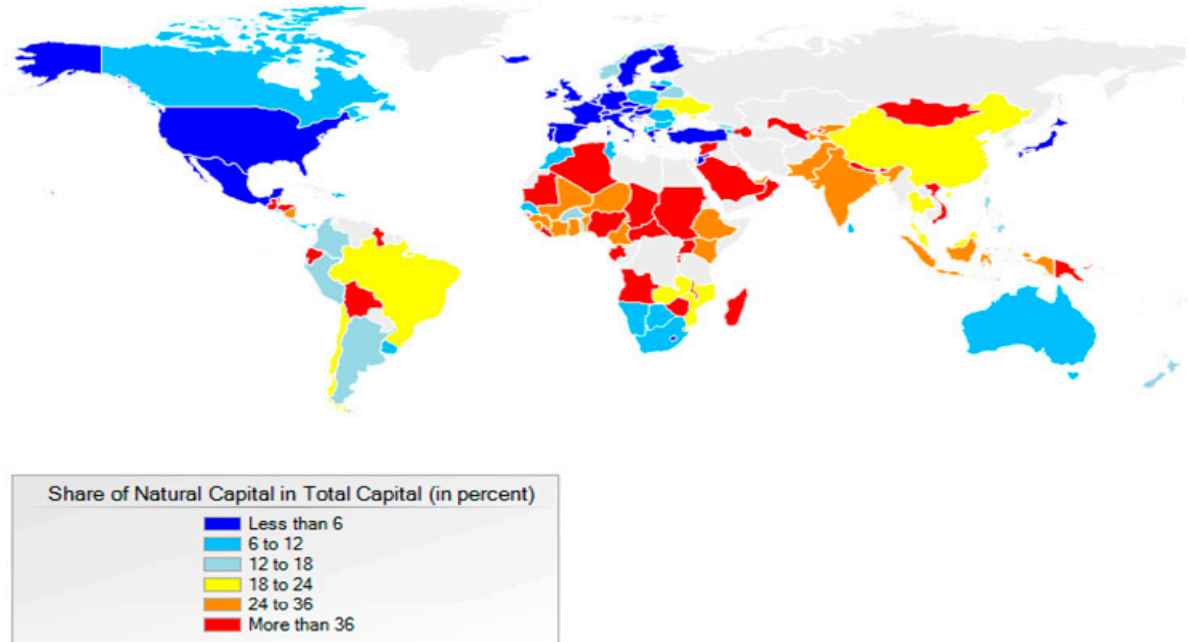 Share of Natural Capital in Total Capital (in percent)
Less than 6
6 to 12
12 to 18
18 to 24
24 to 36
More than 36